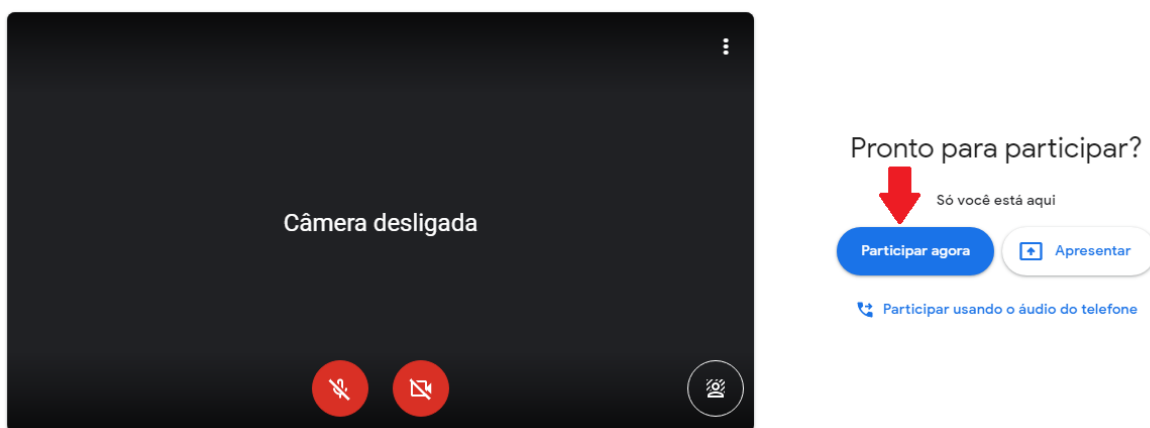 Câmera desligada
Pronto para participar?
Só você está aqui
Participar agora
Apresentar
Participar usando o áudio do telefone